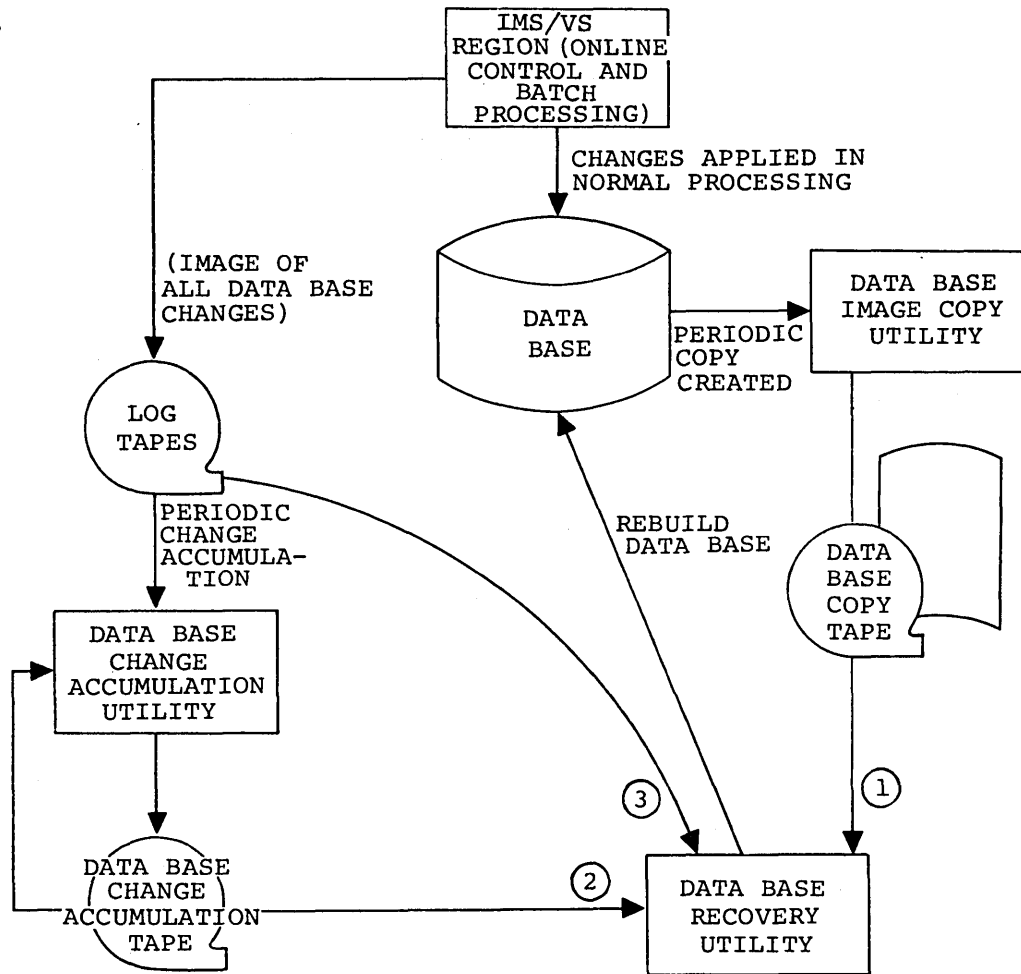 IMS/VS
REGION (ONLINE
CONTROL AND
BATCH
PROCESSING)
CHANGES APPLIED IN
NORMAL PROCESSING
(IMAGE OF
ALL DATA BASE
CHANGES)
DATA
BASE
PERIODIC
COPY
CREATED
DATA BASE
IMAGE COPY
UTILITY
LOG
TAPES
PERIODIC
CHANGE
ACCUMULA-
TION
REBUILD
DATA BASE
DATA
BASE
COPY
TAPE
DATA BASE
CHANGE
ACCUMULATION
UTILITY
3
1
DATA BASE
CHANGE
ACCUMULATION
TAPE
2
DATA BASE
RECOVERY
UTILITY